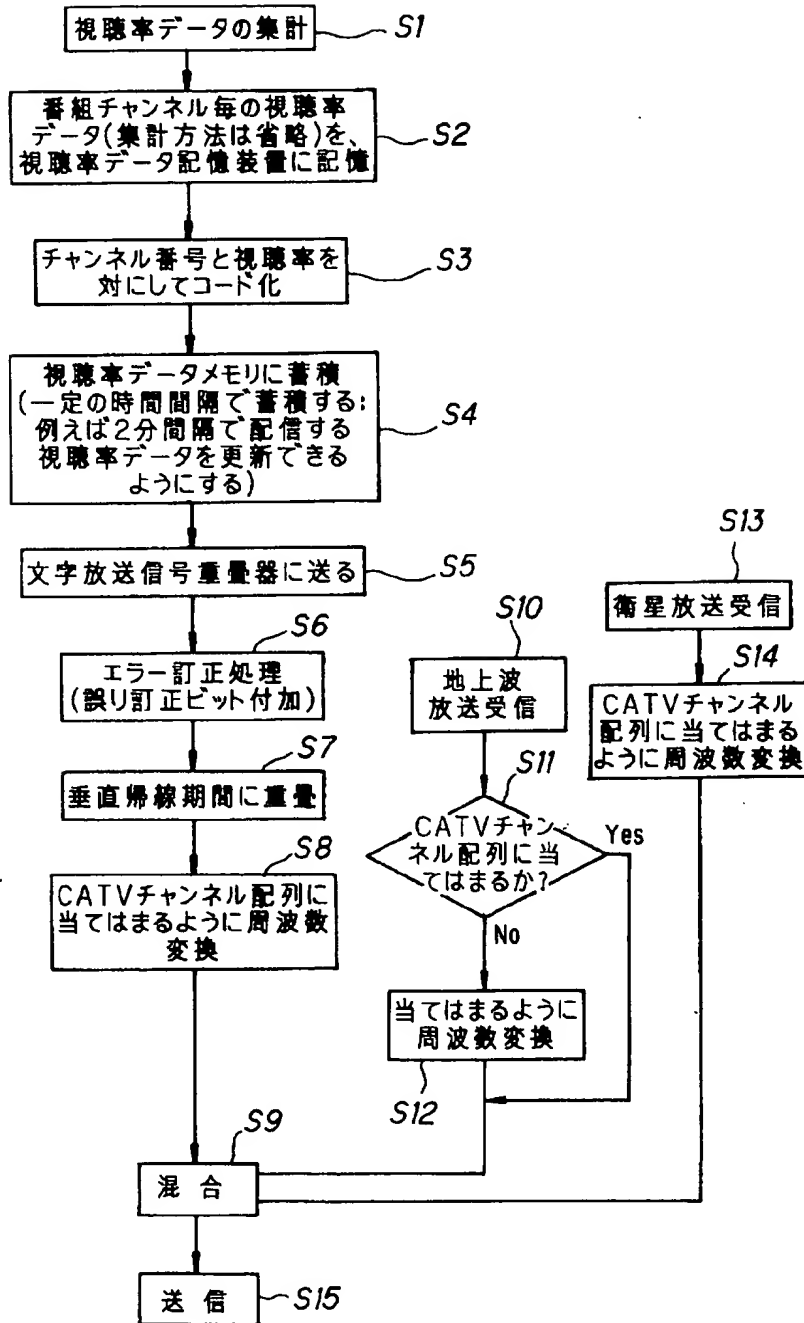 視聴率データの集計
S1
番組チャンネル毎の視聴率
データ(集計方法は省略)を、
視聴率データ記憶装置に記憶
S2
チャンネル番号と視聴率を
対にしてコード化
S3
視聴率データメモリに蓄積
(一定の時間間隔で蓄積する:
例えば2分間隔で配信する
視聴率データを更新できる
ようにする)
S4
文字放送信号重畳器に送る
S5
S6
エラー訂正処理
(誤り訂正ビット付加)
S7
垂直帰線期間に重畳
S8
CATVチャンネル配列に
当てはまるように周波数
変換
S10
地上波
放送受信
S11
CATVチャン
ネル配列に当
てはまるか?
Yes
No
当てはまるように
周波数変換
S12
S13
衛星放送受信
S14
CATVチャンネル
配列に当てはまる
ように周波数変換
S9
混合
送信
S15